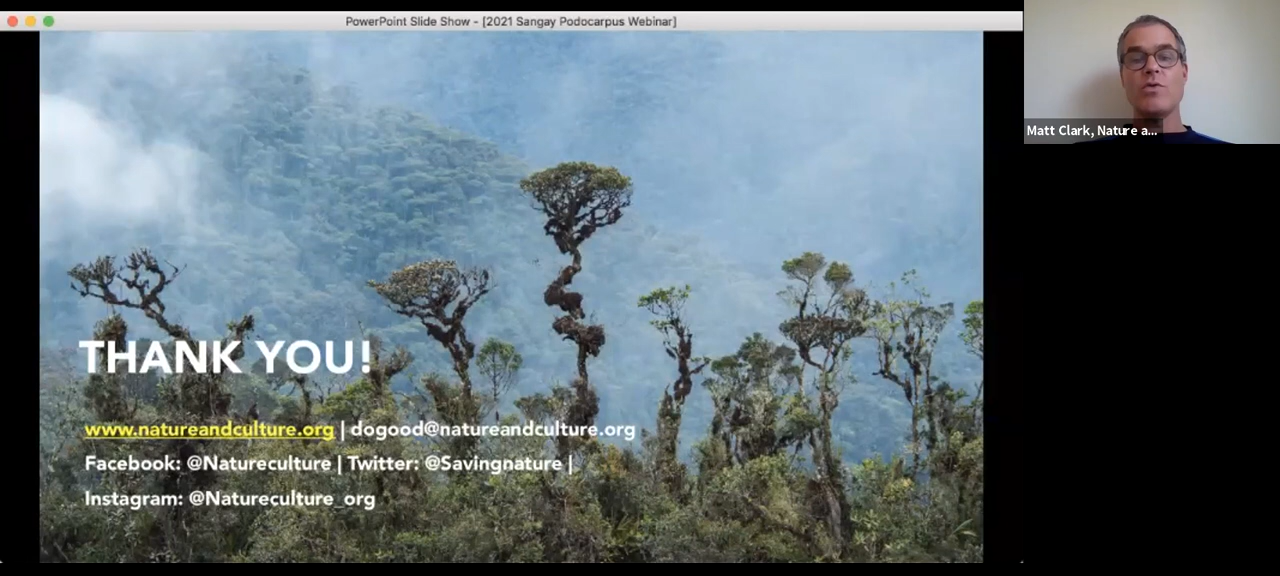 PowerPoint Slide Show - [2021 Sangay Podocarpus Webinar]
Matt Clark, Nature a...
THANK YOU!
www.natureandculture.org | dogood@natureandculture.org
Facebook: @Natureculture | Twitter: @Savingnature |
Instagram: @Natureculture_org